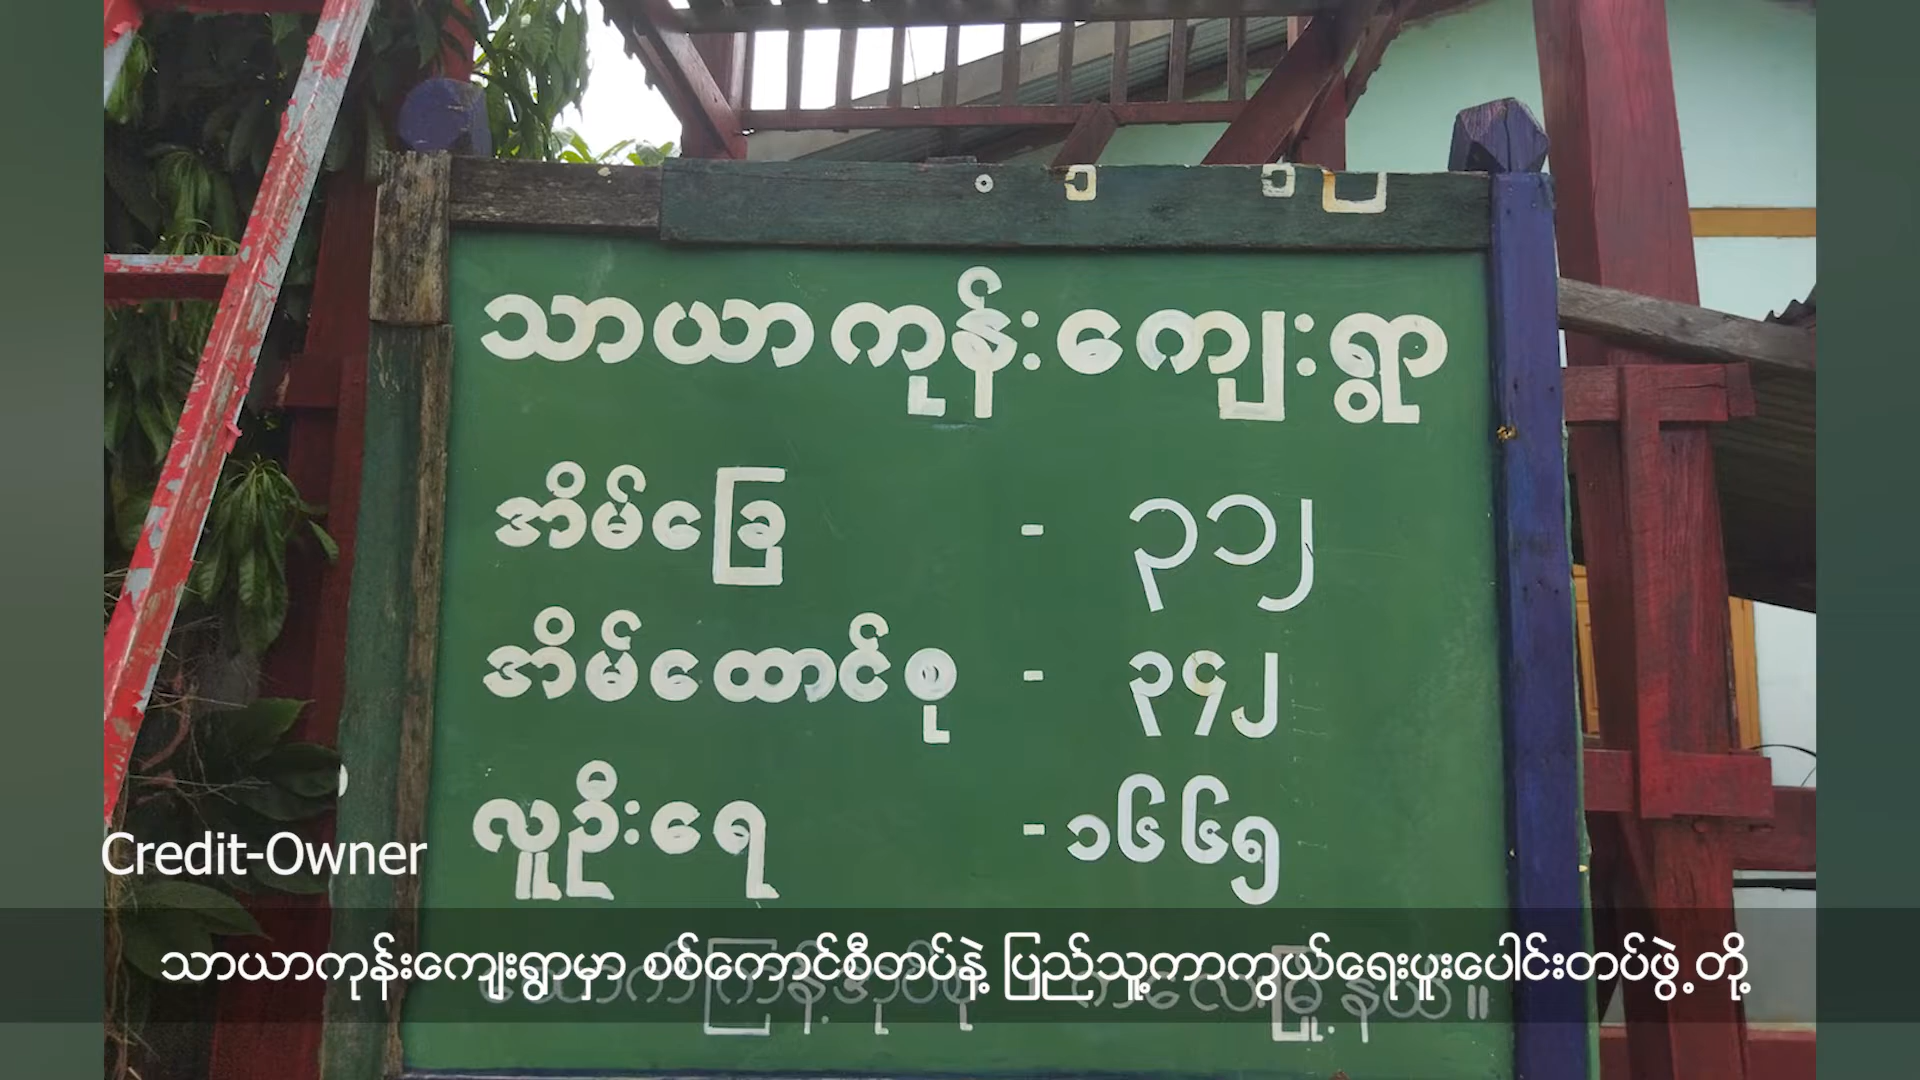 သာယာကုန်းကျေးရွာ
အိမ်ခြေ - ၃၁၂
အိမ်ထောင်စု - ၃၄၂
လူဦးရေ - ၁၆၆၅
Credit-Owner
သာယာကုန်းကျေးရွာမှာ စစ်ကောင်စီတပ်နဲ့ ပြည်သူ့ကာကွယ်ရေးပူးပေါင်းတပ်ဖွဲ့တို့